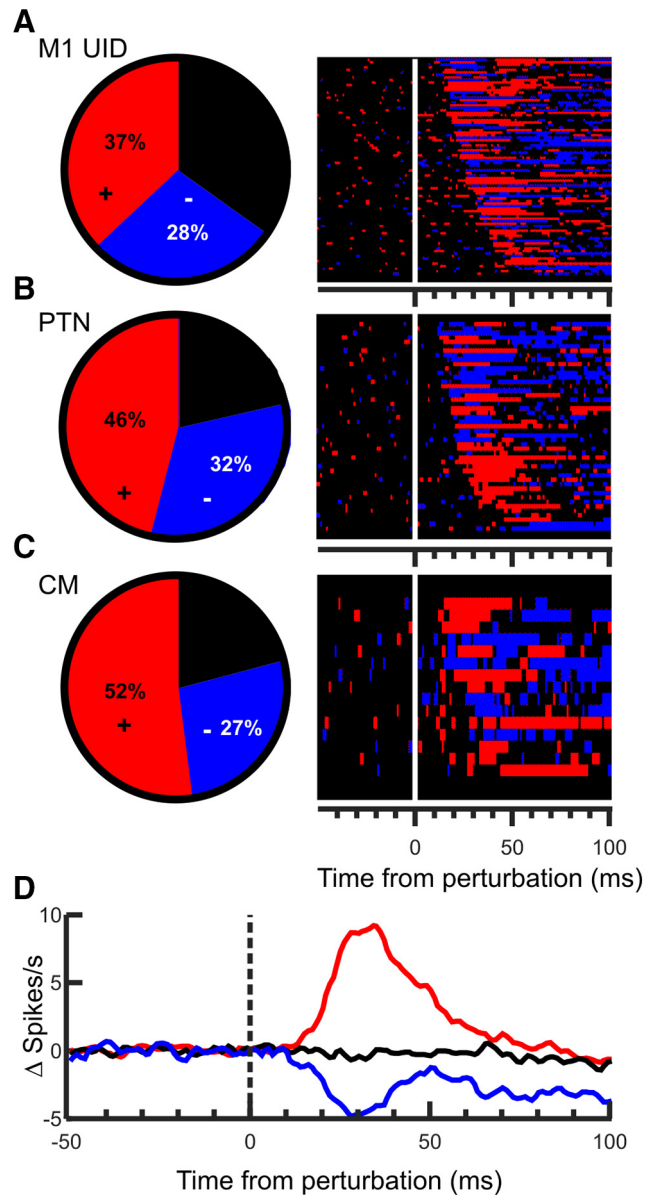 A
M1 UID
37%
+
-
28%
B
PTN
46%
+
32%
-
C
CM
52%
+
- 27%
0 50 100
Time from perturbation (ms)
D
10
5
0
-5
Δ Spikes/s
-50 0 50 100
Time from perturbation (ms)